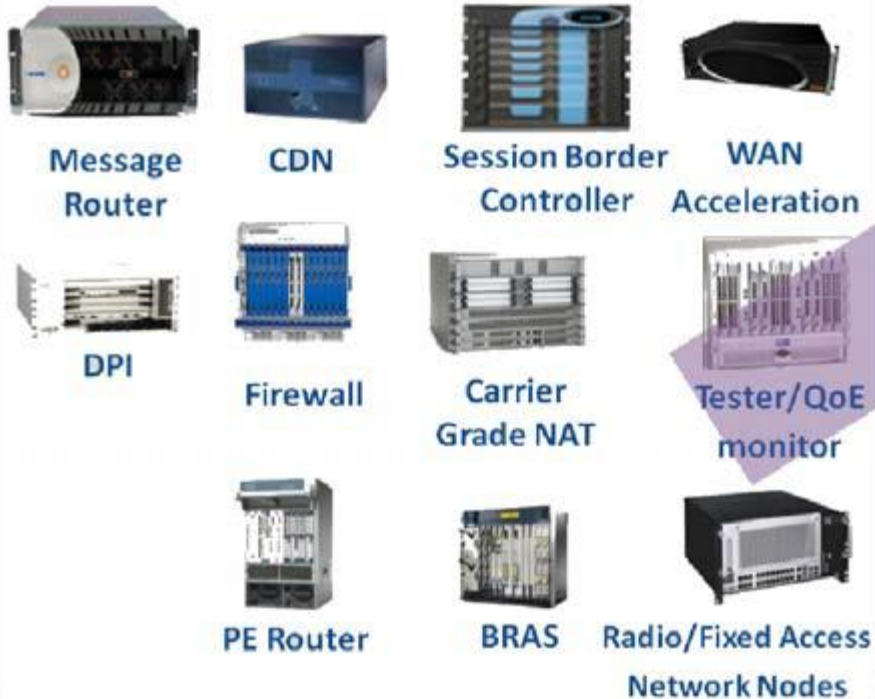 Message
Router
CDN
Session Border
Controller
WAN
Acceleration
DPI
Firewall
Carrier
Grade NAT
Tester/QoE
monitor
PE Router
BRAS
Radio/Fixed Access
Network Nodes